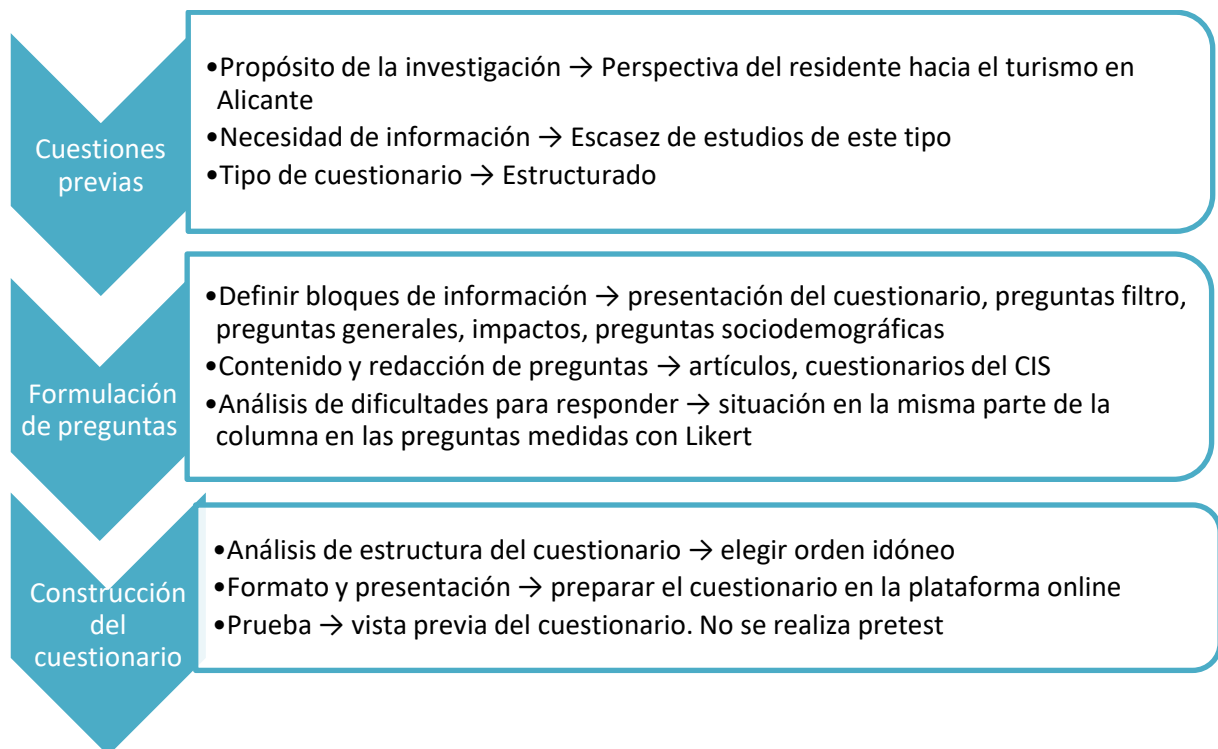 Cuestiones
previas
•Propósito de la investigación → Perspectiva del residente hacia el turismo en
Alicante
•Necesidad de información → Escasez de estudios de este tipo
•Tipo de cuestionario → Estructurado
Formulación
de preguntas
•Definir bloques de información → presentación del cuestionario, preguntas filtro,
preguntas generales, impactos, preguntas sociodemográficas
•Contenido y redacción de preguntas → artículos, cuestionarios del CIS
•Análisis de dificultades para responder → situación en la misma parte de la
columna en las preguntas medidas con Likert
Construcción
del
cuestionario
•Análisis de estructura del cuestionario → elegir orden idóneo
•Formato y presentación → preparar el cuestionario en la plataforma online
•Prueba → vista previa del cuestionario. No se realiza pretest